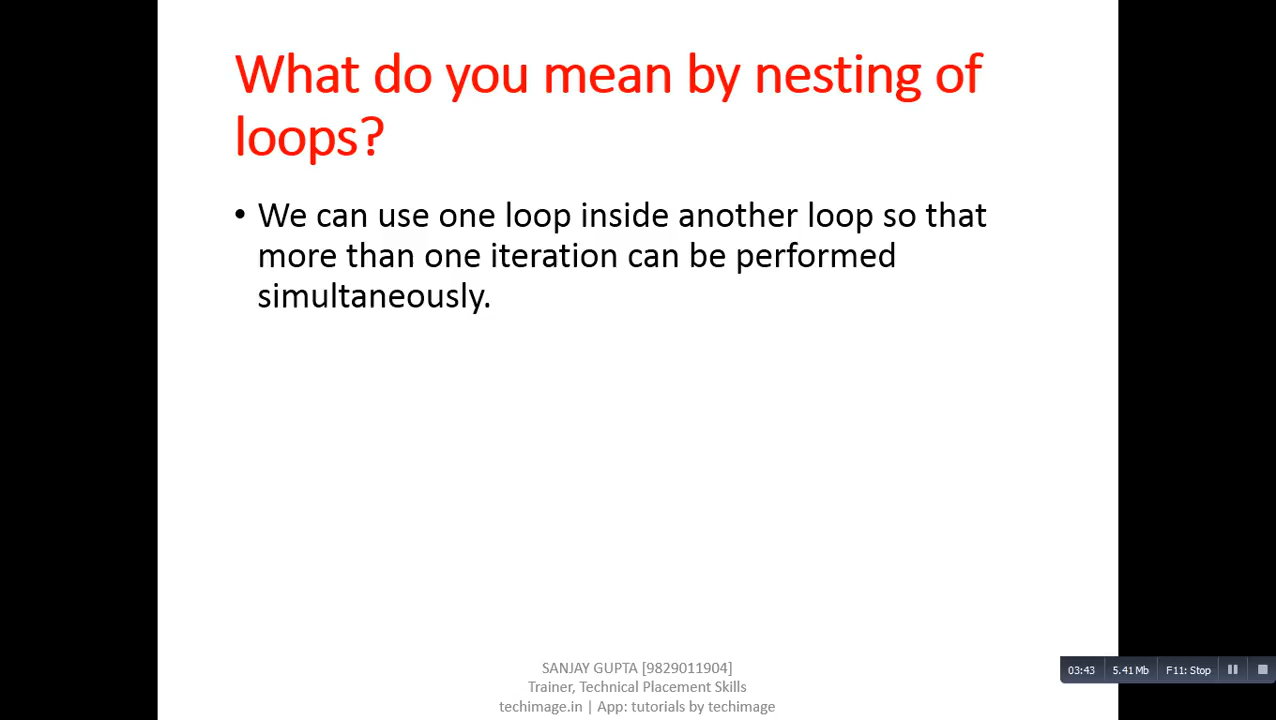 What do you mean by nesting of
loops?
• We can use one loop inside another loop so that
more than one iteration can be performed
simultaneously.
SANJAY GUPTA [9829011904]
Trainer, Technical Placement Skills
techimage.in | App: tutorials by techimage
03:43 5.41 Mb F11: Stop